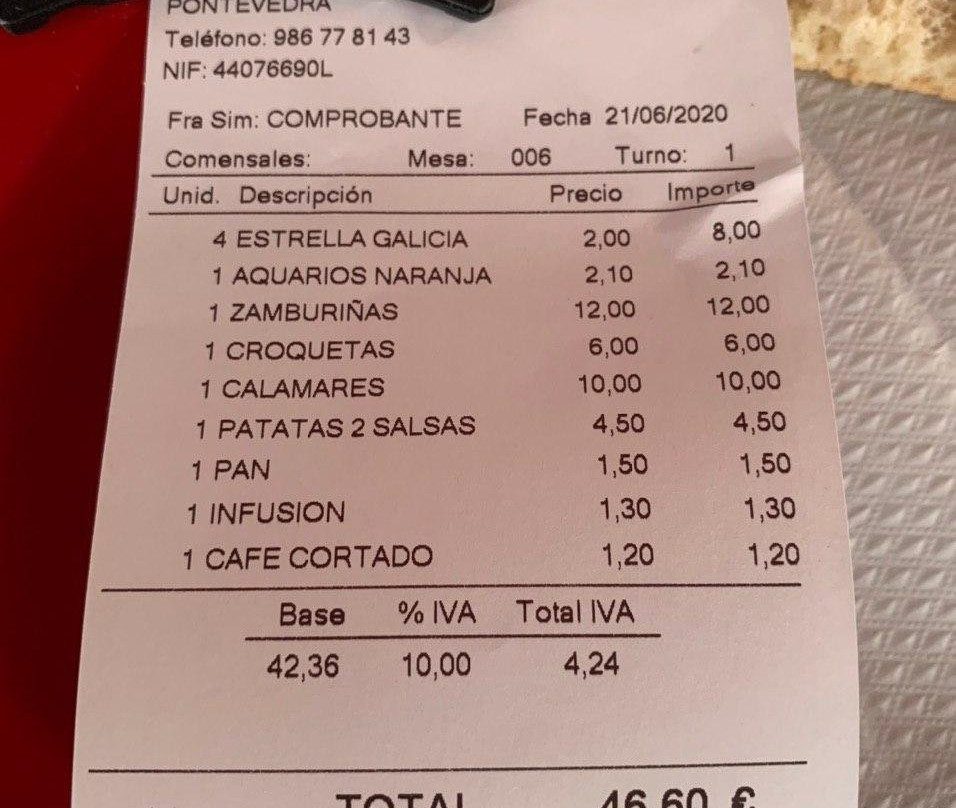 PONTEVEDRA
Teléfono: 986 77 81 43
NIF: 44076690L
Fra Sim: COMPROBANTE Fecha 21/06/2020
Comensales: Mesa: 006 Turno: 1
Unid. Descripción Precio Importe
4 ESTRELLA GALICIA 2,00 8,00
1 AQUARIOS NARANJA 2,10 2,10
1 ZAMBURIÑAS 12,00 12,00
1 CROQUETAS 6,00 6,00
1 CALAMARES 10,00 10,00
1 PATATAS 2 SALSAS 4,50 4,50
1 PAN 1,50 1,50
1 INFUSION 1,30 1,30
1 CAFE CORTADO 1,20 1,20
Base % IVA Total IVA
42,36 10,00 4,24
TOTAL 46,60 €